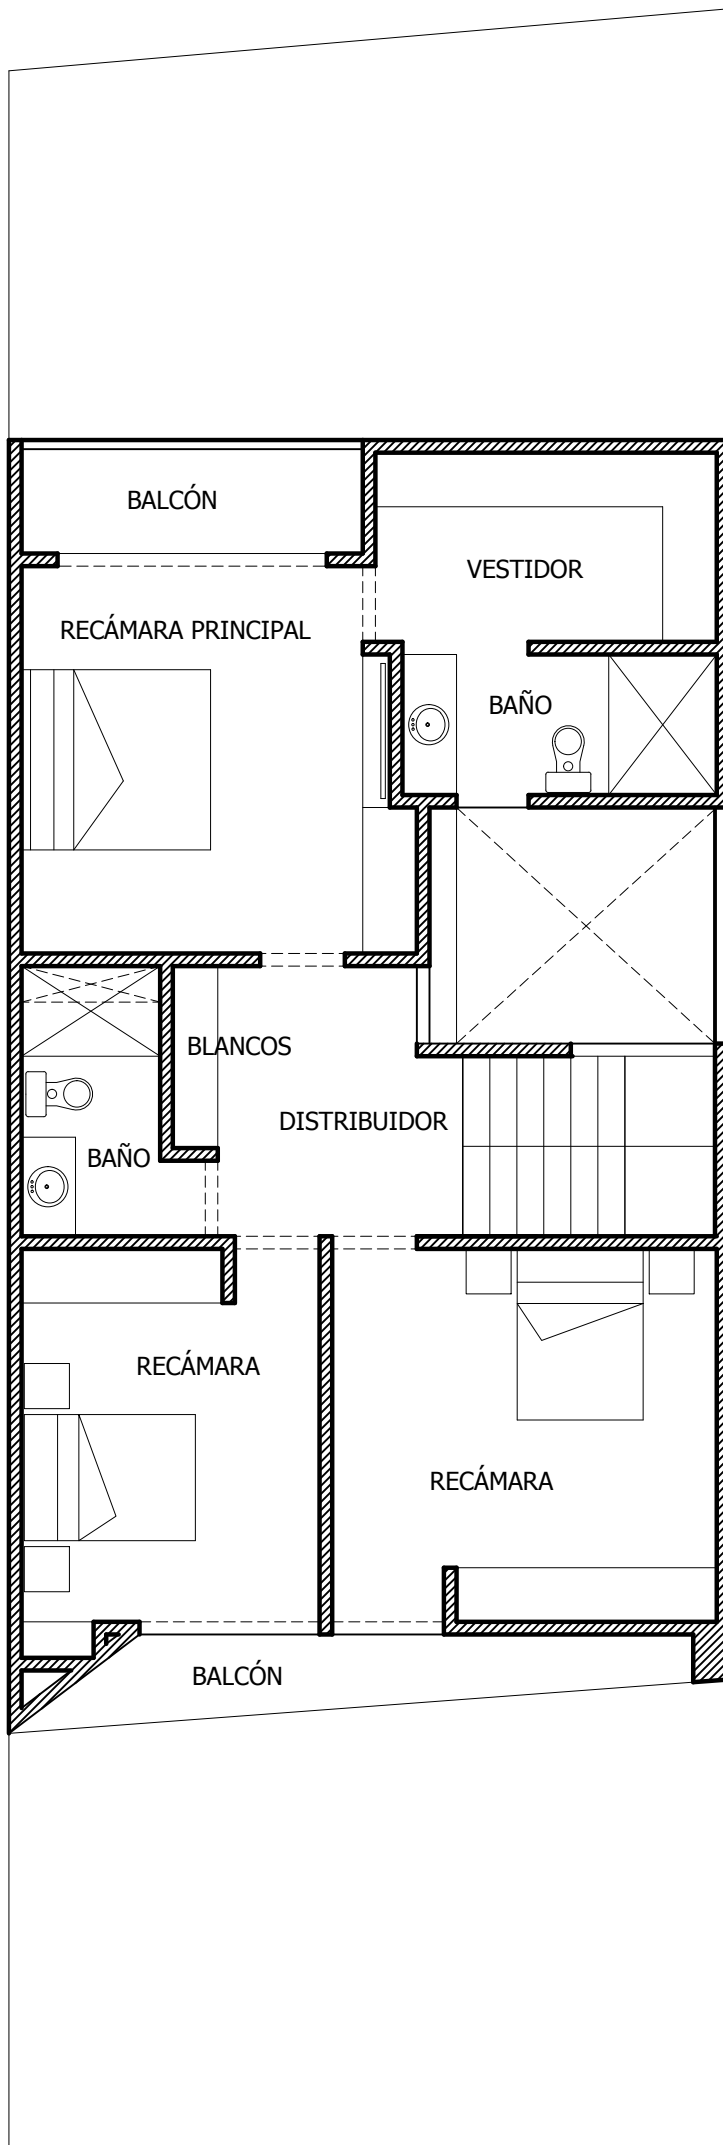 BALCÓN
VESTIDOR
RECÁMARA PRINCIPAL
BAÑO
BLANCOS
DISTRIBUIDOR
BAÑO
RECÁMARA
RECÁMARA
BALCÓN